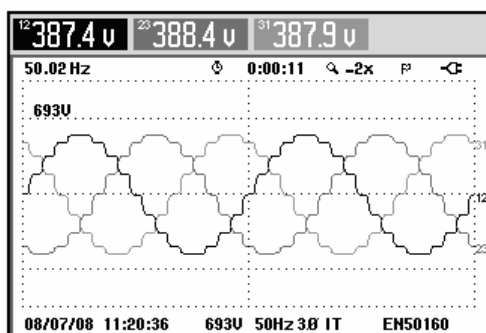 12 387.4 V 23 388.4 V 31 387.9 V
50.02 Hz 0:00:11 -2x
693V
31
12
23
08/07/08 11:20:36 693V 50Hz 3Ø IT EN50160